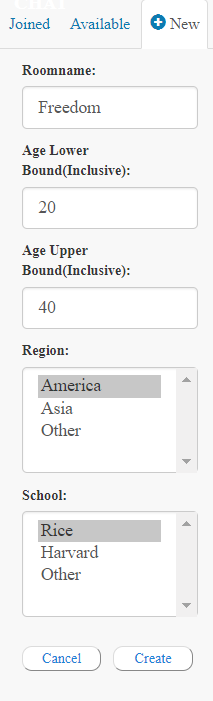 CHAT
Joined Available New
Roomname:
Freedom
Age Lower
Bound(Inclusive):
20
Age Upper
Bound(Inclusive):
40
Region:
America
Asia
Other
School:
Rice
Harvard
Other
Cancel Create